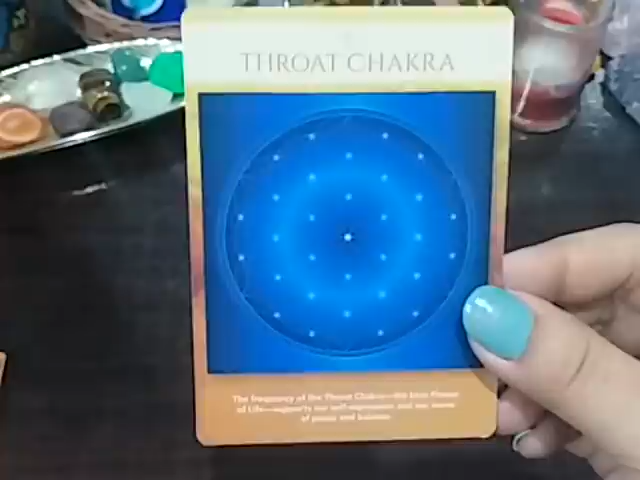 THROAT CHAKRA
The frequency of the Throat Chakra—the blue Flower
of Life—supports our self-expression and our sense
of peace and balance.